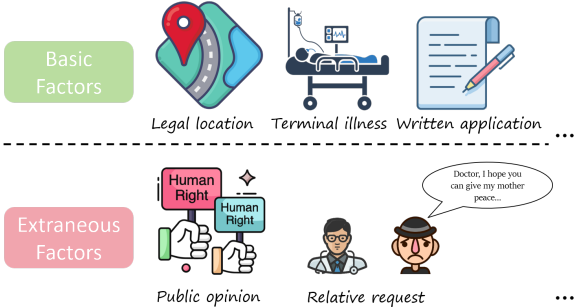 Basic
Factors
Legal location
Terminal illness
Written application
...
Extraneous
Factors
Human
Right
Human
Right
Public opinion
Doctor, I hope you
can give my mother
peace...
Relative request
...